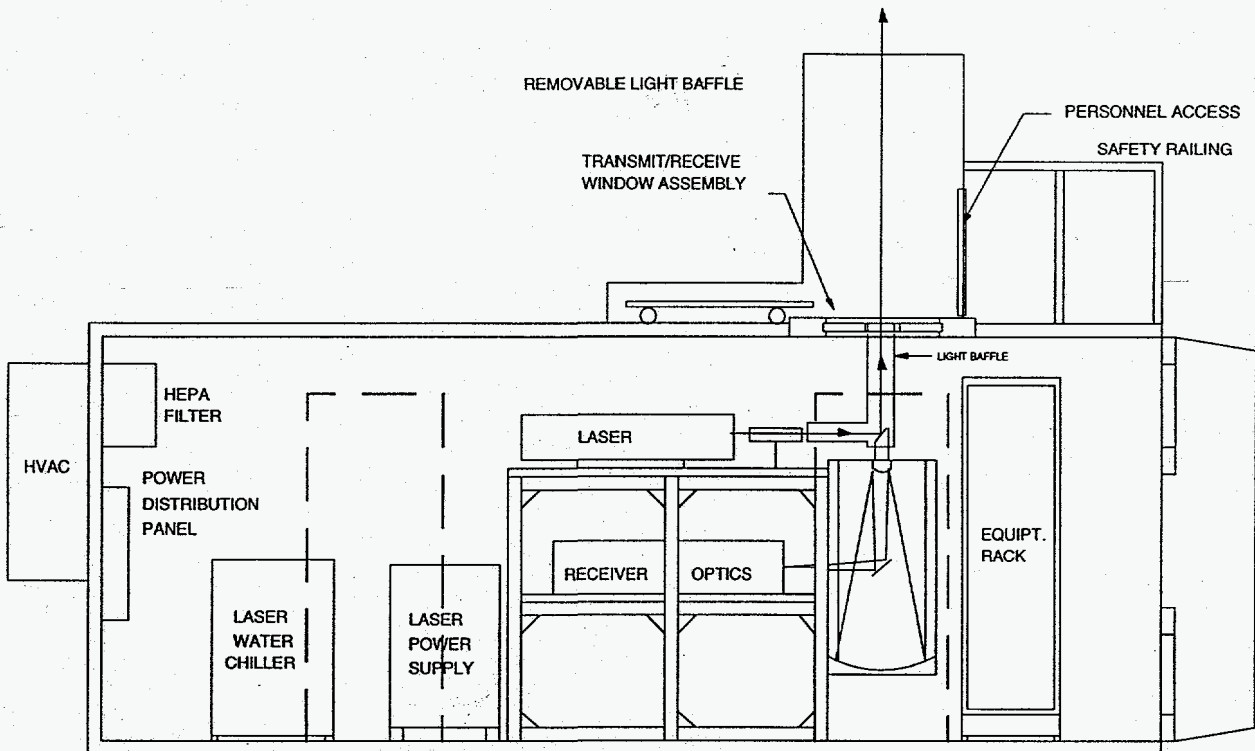 REMOVABLE LIGHT BAFFLE
PERSONNEL ACCESS
SAFETY RAILING
TRANSMIT/RECEIVE
WINDOW ASSEMBLY
LIGHT BAFFLE
HEPA
FILTER
HVAC
LASER
POWER
DISTRIBUTION
PANEL
EQUIPT.
RACK
RECEIVER OPTICS
LASER
WATER
CHILLER
LASER
POWER
SUPPLY